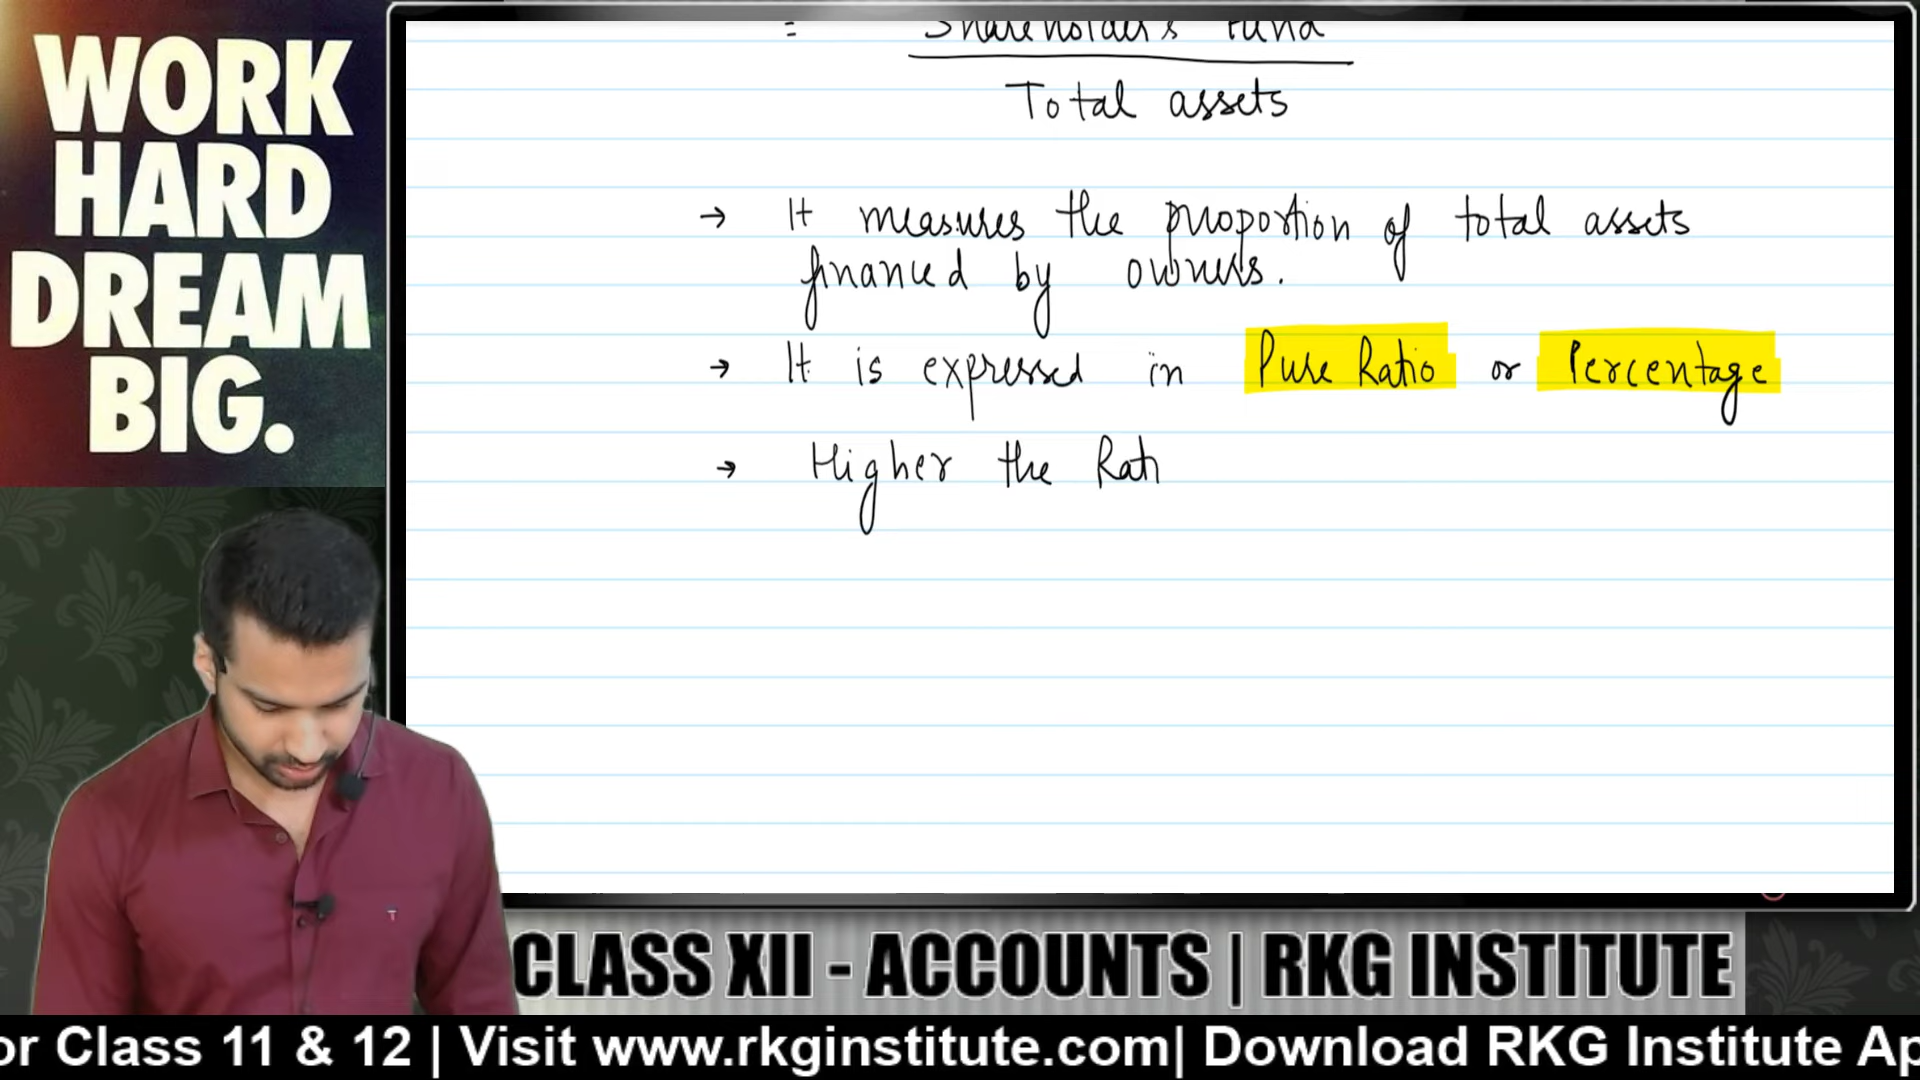 WORK
HARD
DREAM
BIG.
= Shareholder's Fund
Total assets
→ It measures the proportion of total assets
financed by owners.
→ It is expressed in Pure Ratio or Percentage
→ Higher the Rati
T
CLASS XII - ACCOUNTS | RKG INSTITUTE
or Class 11 & 12 | Visit www.rkginstitute.com| Download RKG Institute Ap